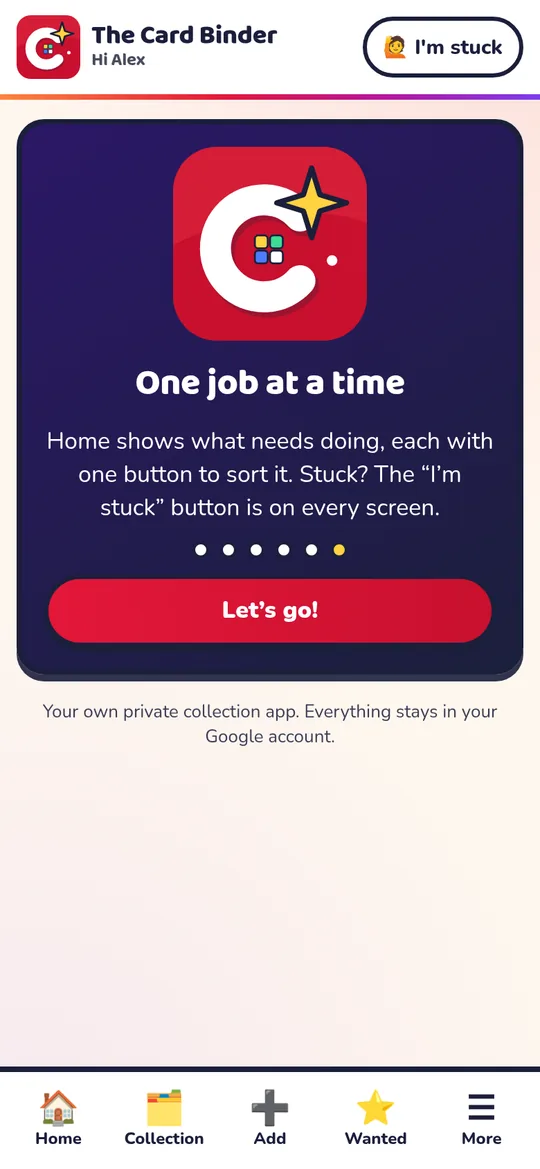 The Card Binder
Hi Alex
🙋 I'm stuck
One job at a time
Home shows what needs doing, each with
one button to sort it. Stuck? The “I’m
stuck” button is on every screen.
Let’s go!
Your own private collection app. Everything stays in your
Google account.
Home
Collection
Add
Wanted
More